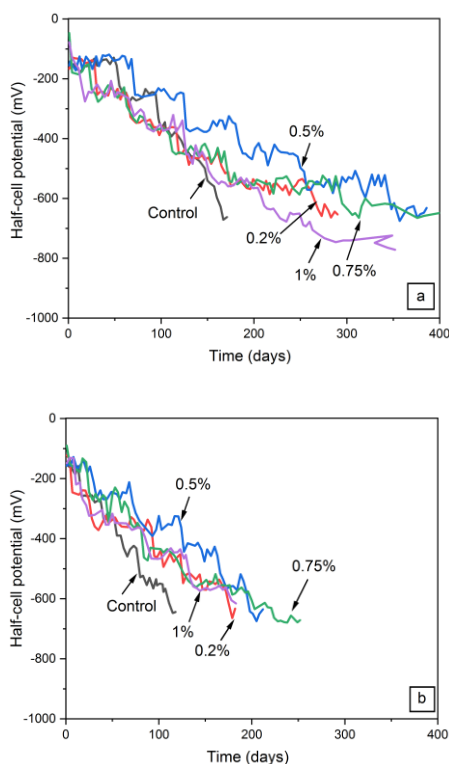 0
-200
-400
-600
-800
-1000
Half-cell potential (mV)
0.5%
Control
0.2%
1%
0.75%
a
0 100 200 300 400
Time (days)
0
-200
-400
-600
-800
-1000
Half-cell potential (mV)
0.5%
0.75%
Control
1%
0.2%
b
0 100 200 300 400
Time (days)